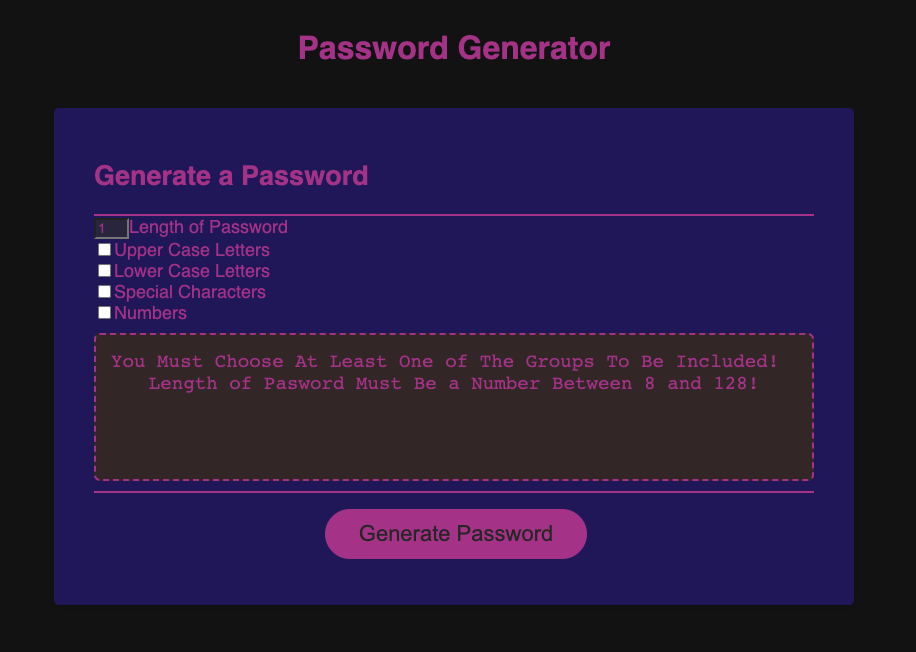 Password Generator
Generate a Password
1 Length of Password
Upper Case Letters
Lower Case Letters
Special Characters
Numbers
You Must Choose At Least One of The Groups To Be Included!
Length of Pasword Must Be a Number Between 8 and 128!
Generate Password